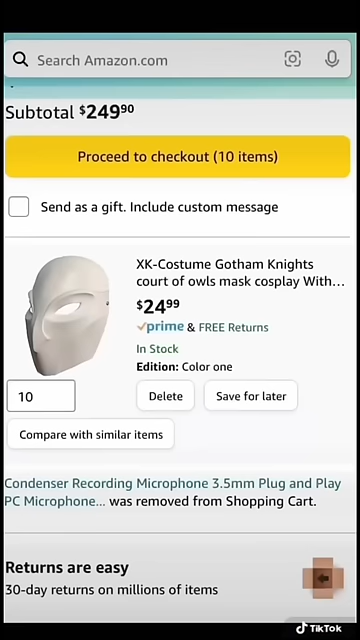 Search Amazon.com
Subtotal $249.90
Proceed to checkout (10 items)
Send as a gift. Include custom message
XK-Costume Gotham Knights
court of owls mask cosplay With...
$24.99
prime & FREE Returns
In Stock
Edition: Color one
10
Delete
Save for later
Compare with similar items
Condenser Recording Microphone 3.5mm Plug and Play
PC Microphone... was removed from Shopping Cart.
Returns are easy
30-day returns on millions of items
TikTok